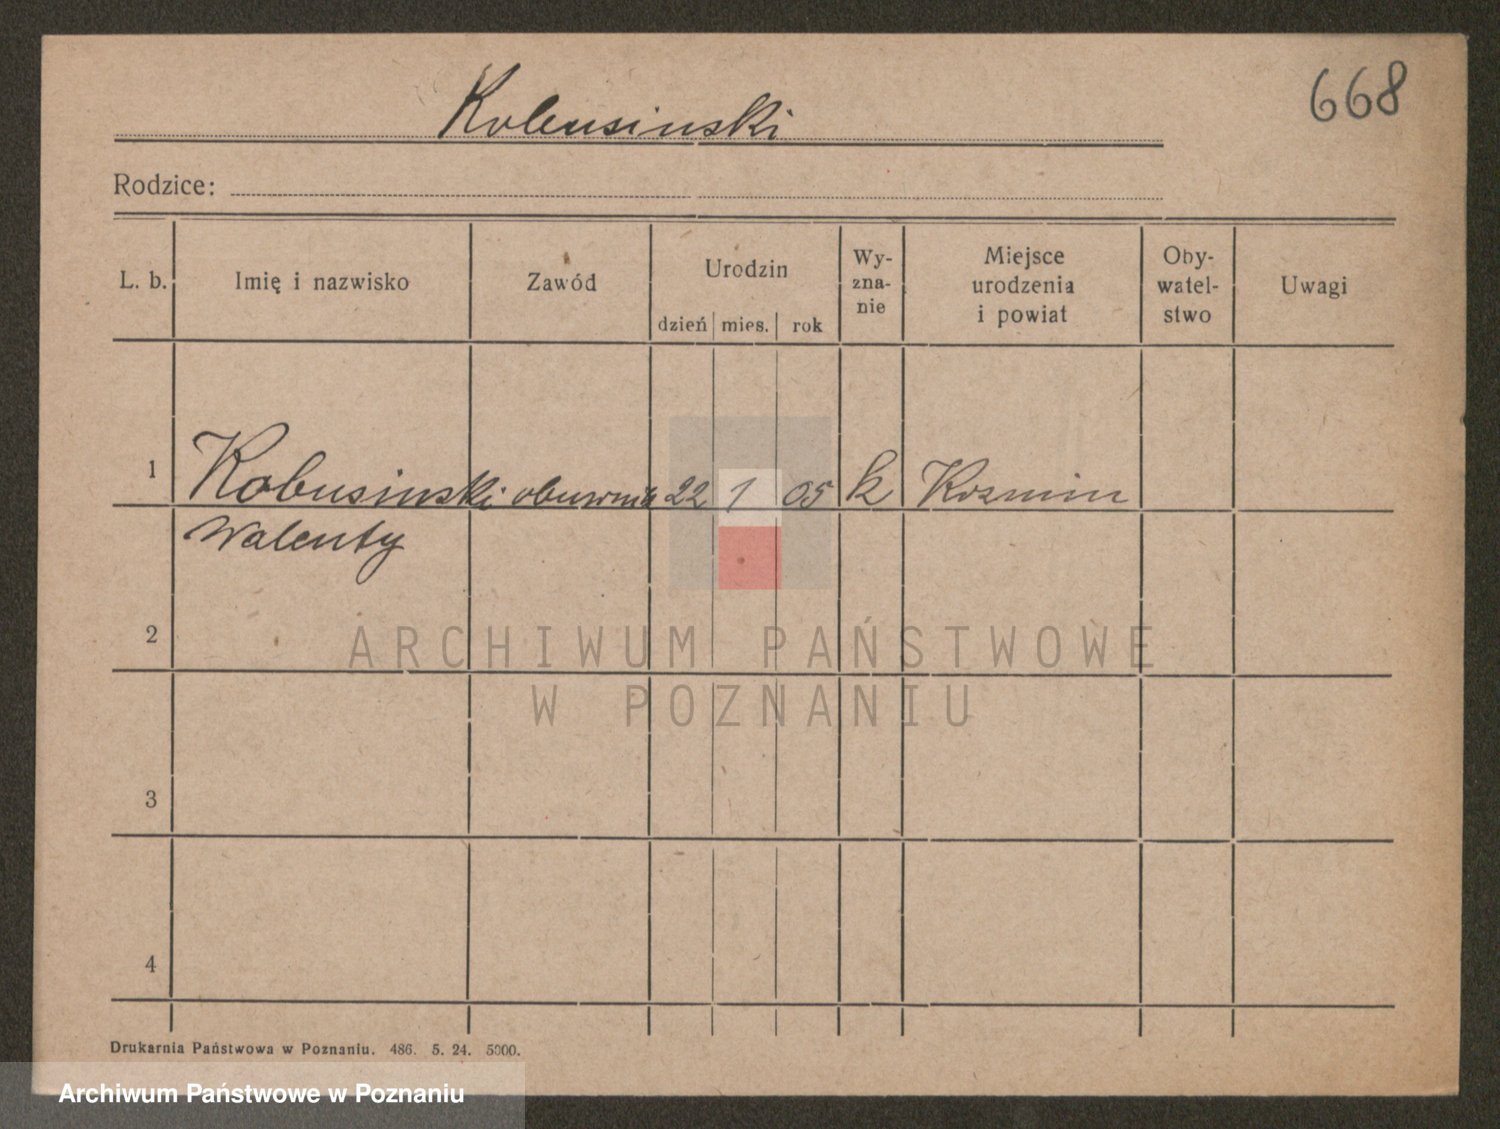 668
Kobusinski
Rodzice:
L. b. Imię i nazwisko Zawód Urodzin dzień mies. rok Wy-zna-nie Miejsce urodzenia i powiat Oby-watel-stwo Uwagi
1 Kobusinski obuwnik 22 1 05 k Kozmin
Walenty
2
ARCHIWUM PAŃSTWOWE
W POZNANIU
3
4
Drukarnia Państwowa w Poznaniu. 486. 5. 24. 5000.
Archiwum Państwowe w Poznaniu